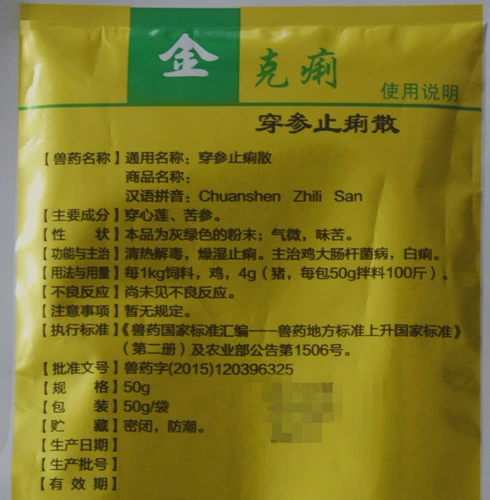 金克痢
使用说明
穿参止痢散
【兽药名称】通用名称：穿参止痢散
商品名称：
汉语拼音：Chuanshen Zhili San
【主要成分】穿心莲、苦参。
【性 状】本品为灰绿色的粉末；气微，味苦。
【功能与主治】清热解毒，燥湿止痢。主治鸡大肠杆菌病，白痢。
【用法与用量】每1kg饲料，鸡，4g（猪，每包50g拌料100斤）。
【不良反应】尚未见不良反应。
【注意事项】暂无规定。
【执行标准】《兽药国家标准汇编---兽药地方标准上升国家标准》
（第二册）及农业部公告第1506号。
【批准文号】兽药字(2015)120396325
【规 格】50g
【包 装】50g/袋
【贮 藏】密闭，防潮。
【生产日期】
【生产批号】
【有 效 期】